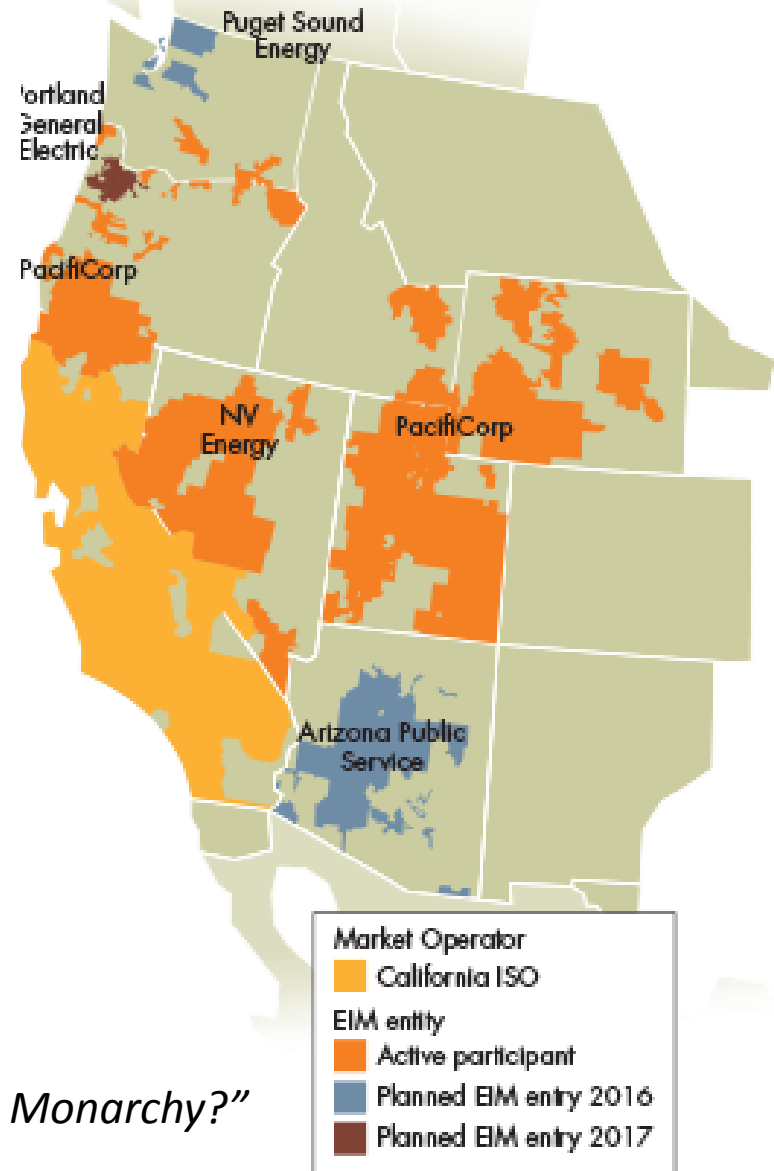 Puget Sound
Energy
Portland
General
Electric
PacifiCorp
NV
Energy
PacifiCorp
Arizona Public
Service
Market Operator
California ISO
EIM entity
Active participant
Planned EIM entry 2016
Planned EIM entry 2017
Monarchy?”